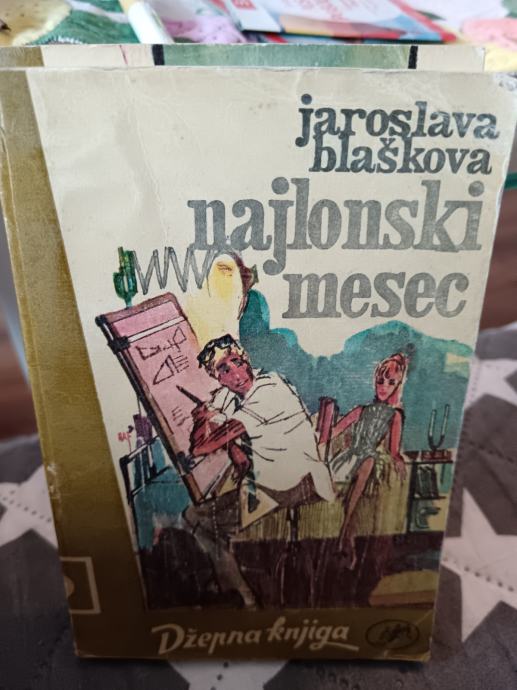 jaroslava
blaškova
najlonski
mesec
Džepna knjiga